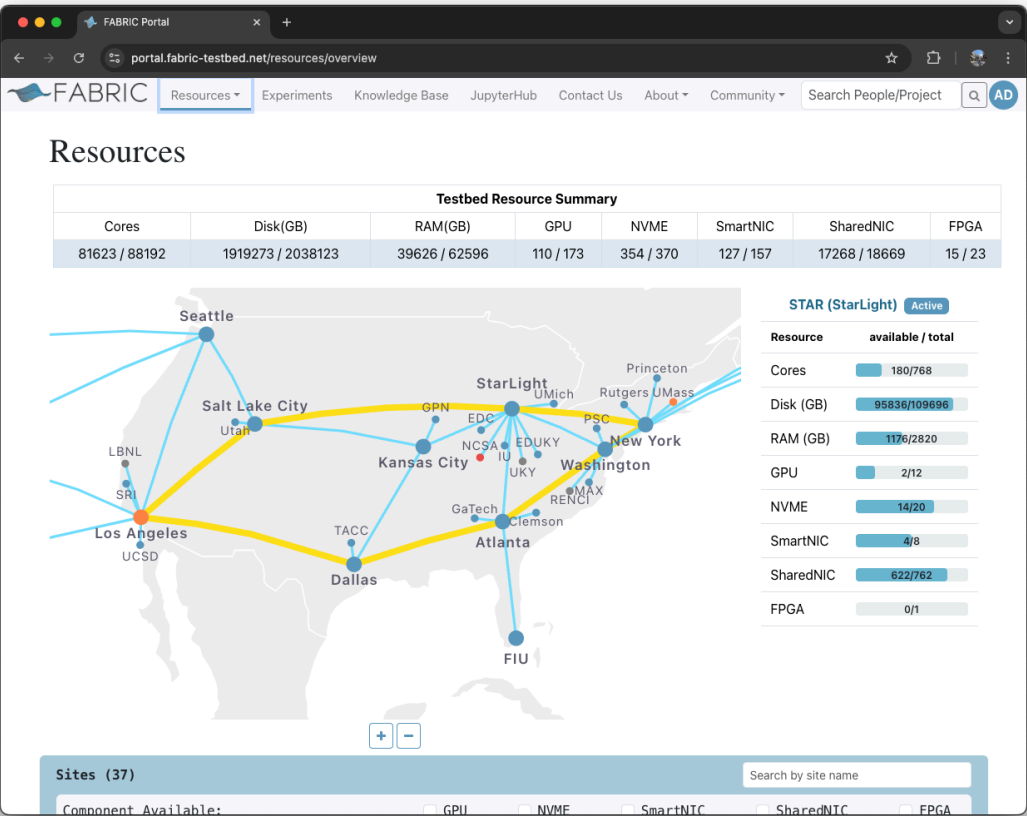 FABRIC Portal
portal.fabric-testbed.net/resources/overview
FABRIC Resources Experiments Knowledge Base JupyterHub Contact Us About Community Search People/Project AD
Resources
Testbed Resource Summary
Cores Disk(GB) RAM(GB) GPU NVME SmartNIC SharedNIC FPGA
81623 / 88192 1919273 / 2038123 39626 / 62596 110 / 173 354 / 370 127 / 157 17268 / 18669 15 / 23
Seattle
Princeton
StarLight
UMich
Rutgers UMass
Salt Lake City
GPN
EDC
PSC
Utah
New York
NCSA
IU
EDUKY
LBNL
Kansas City
UKY
Washington
SRI
RENCI
MAX
GaTech
Clemson
Los Angeles
TACC
Atlanta
UCSD
Dallas
FIU
+ −
STAR (StarLight) Active
Resource available / total
Cores 180/768
Disk (GB) 95836/109696
RAM (GB) 1176/2820
GPU 2/12
NVME 14/20
SmartNIC 4/8
SharedNIC 622/762
FPGA 0/1
Sites (37) Search by site name
Component Available: GPU NVME SmartNIC SharedNIC FPGA